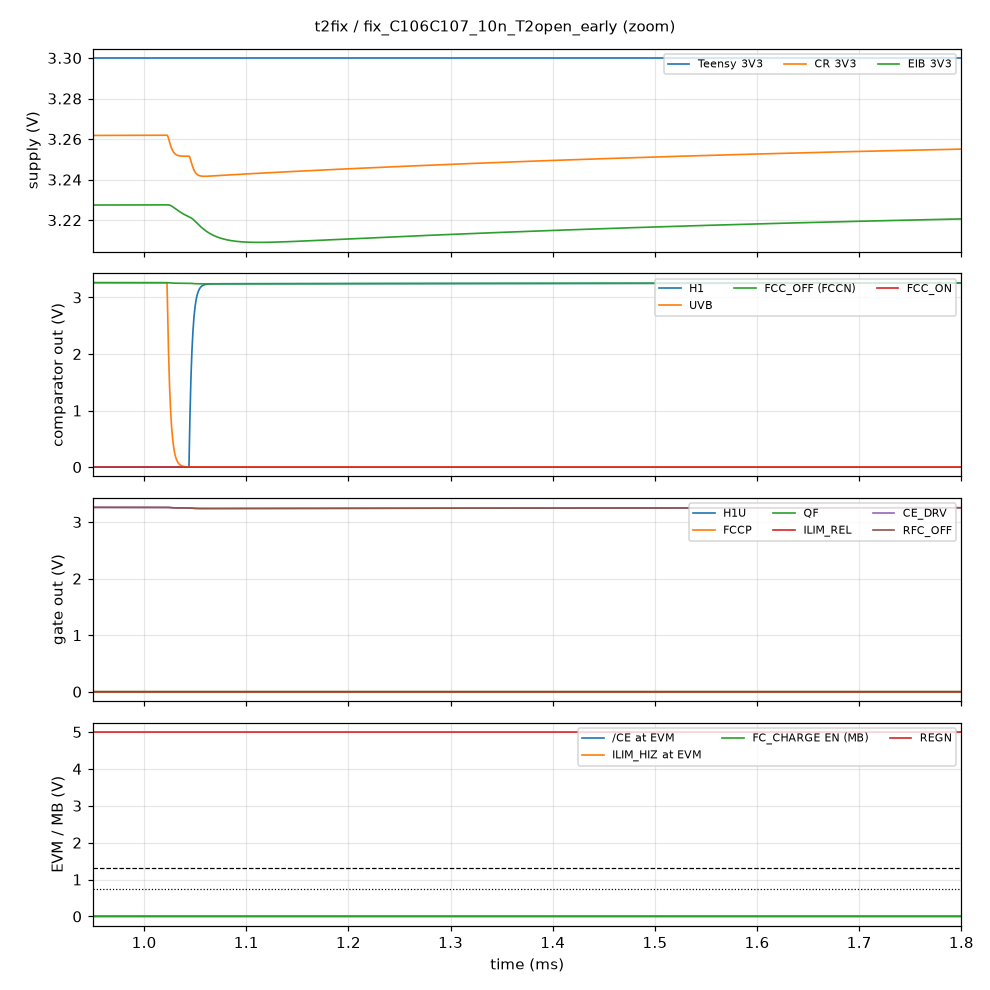 t2fix / fix_C106C107_10n_T2open_early (zoom)
supply (V)
3.30
3.28
3.26
3.24
3.22
Teensy 3V3 CR 3V3 EIB 3V3
comparator out (V)
3
2
1
0
H1 FCC_OFF (FCCN) FCC_ON
UVB
gate out (V)
3
2
1
0
H1U QF CE_DRV
FCCP ILIM_REL RFC_OFF
EVM / MB (V)
5
4
3
2
1
0
/CE at EVM FC_CHARGE EN (MB) REGN
ILIM_HIZ at EVM
1.0 1.1 1.2 1.3 1.4 1.5 1.6 1.7 1.8
time (ms)